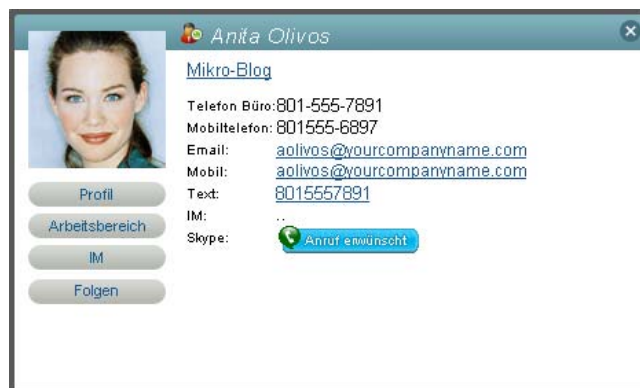 Anita Olivos
Mikro-Blog
Telefon Büro: 801-555-7891
Mobiltelefon: 801555-6897
Email: aolivos@yourcompanyname.com
Mobil: aolivos@yourcompanyname.com
Text: 8015557891
IM: ..
Skype: Anruf erwünscht
Profil
Arbeitsbereich
IM
Folgen